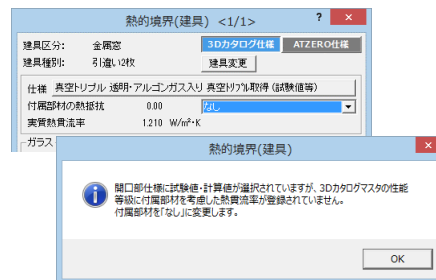 熱的境界(建具) <1/1>
? ×
建具区分: 金属窓 3Dカタログ仕様 ATZERO仕様
建具種別: 引違い2枚 建具変更
仕様 真空トリプル 透明・アルゴンガス入り 真空トリプル取得 (試験値等)
付属部材の熱抵抗 0.00 なし
実質熱貫流率 1.210 W/m²・K
ガラス
熱的境界(建具)
×
開口部仕様に試験値・計算値が選択されていますが、3Dカタログマスタの性能
等級に付属部材を考慮した熱貫流率が登録されていません。
付属部材を「なし」に変更します。
OK